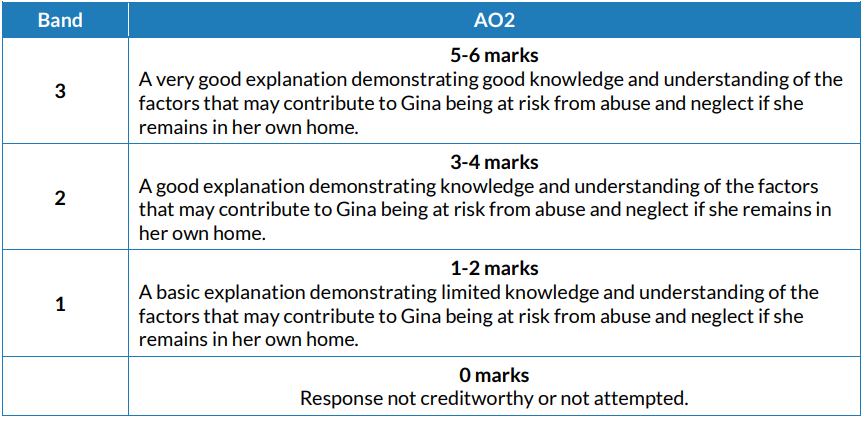 Band AO2
5-6 marks
A very good explanation demonstrating good knowledge and understanding of the
3 factors that may contribute to Gina being at risk from abuse and neglect if she
remains in her own home.
3-4 marks
A good explanation demonstrating knowledge and understanding of the factors
2 that may contribute to Gina being at risk from abuse and neglect if she remains in
her own home.
1-2 marks
A basic explanation demonstrating limited knowledge and understanding of the
1 factors that may contribute to Gina being at risk from abuse and neglect if she
remains in her own home.
0 marks
Response not creditworthy or not attempted.